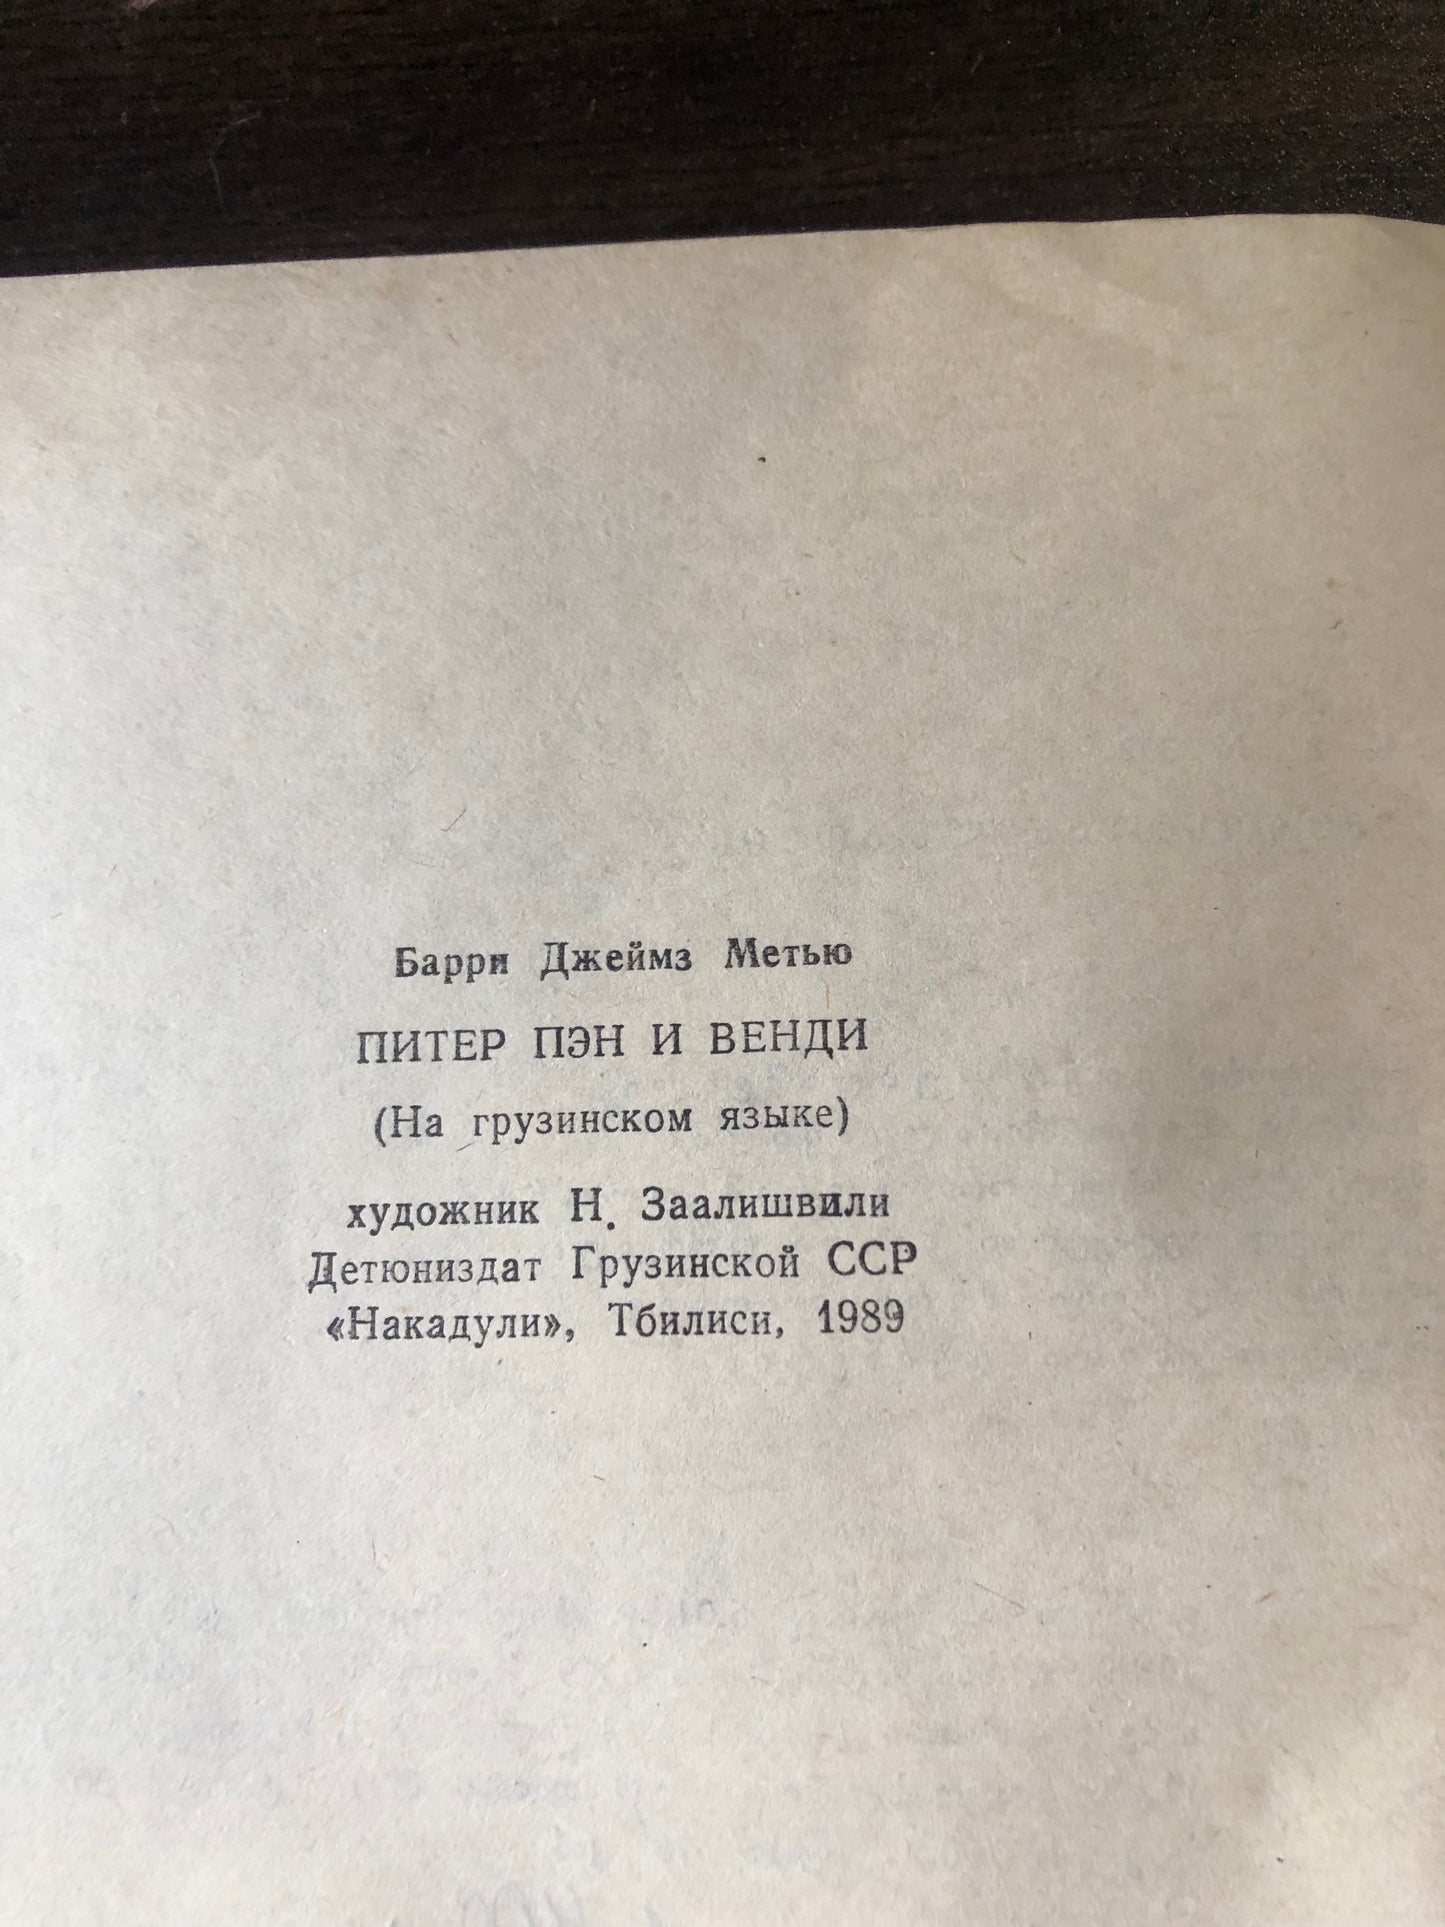 Барри Джеймз Метью
ПИТЕР ПЭН И ВЕНДИ
(На грузинском языке)
художник Н. Заалишвили
Детюниздат Грузинской ССР
«Накадули», Тбилиси, 1989